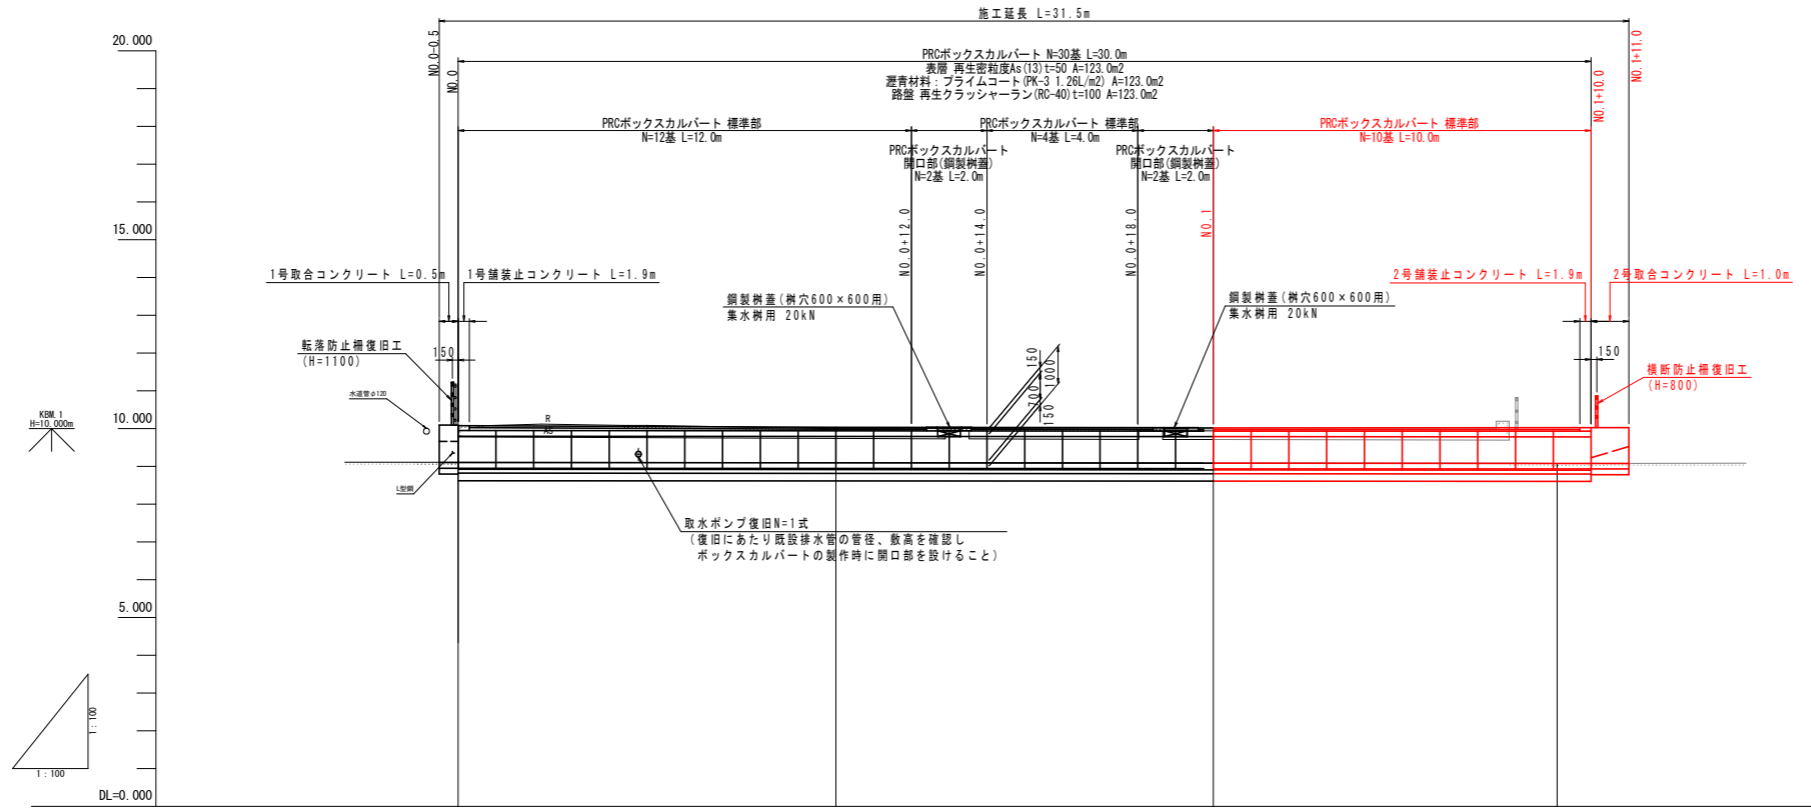 施工延長 L=31.5m
20.000
NO.0-0.5
NO.0
PRCボックスカルバート N=30基 L=30.0m
表層 再生密粒度As(13)t=50 A=123.0m2
瀝青材料：プライムコート(PK-3 1.26L/m2) A=123.0m2
路盤 再生クラッシャーラン(RC-40)t=100 A=123.0m2
NO.1+10.0
NO.1+11.0
PRCボックスカルバート 標準部
N=12基 L=12.0m
PRCボックスカルバート 標準部
N=4基 L=4.0m
PRCボックスカルバート 標準部
N=10基 L=10.0m
PRCボックスカルバート
開口部(鋼製桝蓋)
N=2基 L=2.0m
PRCボックスカルバート
開口部(鋼製桝蓋)
N=2基 L=2.0m
15.000
NO.0+12.0
NO.0+14.0
NO.0+18.0
NO.1
1号取合コンクリート L=0.5m
1号舗装止コンクリート L=1.9m
2号舗装止コンクリート L=1.9m
2号取合コンクリート L=1.0m
鋼製桝蓋(桝穴600×600用)
集水桝用 20kN
鋼製桝蓋(桝穴600×600用)
集水桝用 20kN
転落防止柵復旧工
(H=1100)
150
150
1000
700
150
150
横断防止柵復旧工
(H=800)
水道管φ120
KBM.1
H=10.000m
10.000
R
AS
L型鋼
取水ポンプ復旧N=1式
(復旧にあたり既設排水管の管径、敷高を確認し
ボックスカルバートの製作時に開口部を設けること)
5.000
1:100
1:100
DL=0.000